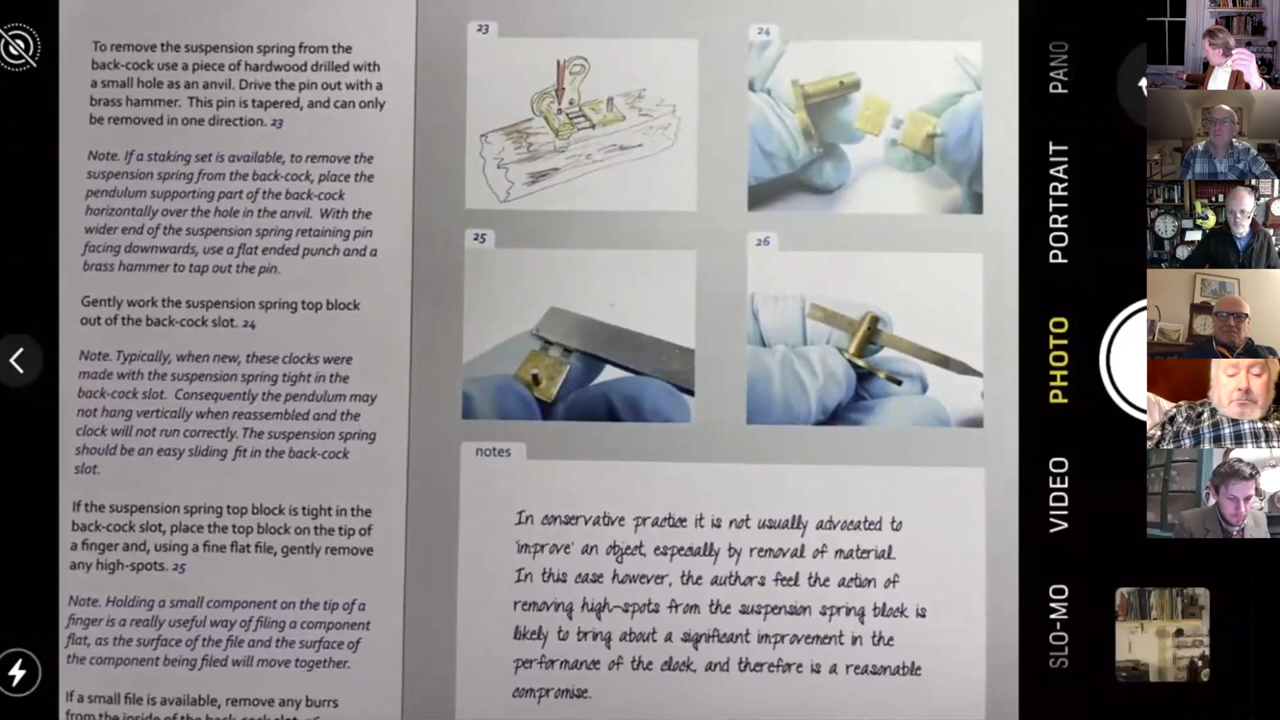 To remove the suspension spring from the
back-cock use a piece of hardwood drilled with
a small hole as an anvil. Drive the pin out with a
brass hammer. This pin is tapered, and can only
be removed in one direction. 23
Note. If a staking set is available, to remove the
suspension spring from the back-cock, place the
pendulum supporting part of the back-cock
horizontally over the hole in the anvil. With the
wider end of the suspension spring retaining pin
facing downwards, use a flat ended punch and a
brass hammer to tap out the pin.
Gently work the suspension spring top block
out of the back-cock slot. 24
Note. Typically, when new, these clocks were
made with the suspension spring tight in the
back-cock slot. Consequently the pendulum may
not hang vertically when reassembled and the
clock will not run correctly. The suspension spring
should be an easy sliding fit in the back-cock
slot.
If the suspension spring top block is tight in the
back-cock slot, place the top block on the tip of
a finger and, using a fine flat file, gently remove
any high-spots. 25
Note. Holding a small component on the tip of a
finger is a really useful way of filing a component
flat, as the surface of the file and the surface of
the component being filed will move together.
If a small file is available, remove any burrs
from the inside of the back-cock slot.
23
24
25
26
notes
In conservative practice it is not usually advocated to
'improve' an object, especially by removal of material.
In this case however, the authors feel the action of
removing high-spots from the suspension spring block is
likely to bring about a significant improvement in the
performance of the clock, and therefore is a reasonable
compromise.
PANO
PORTRAIT
PHOTO
VIDEO
SLO-MO